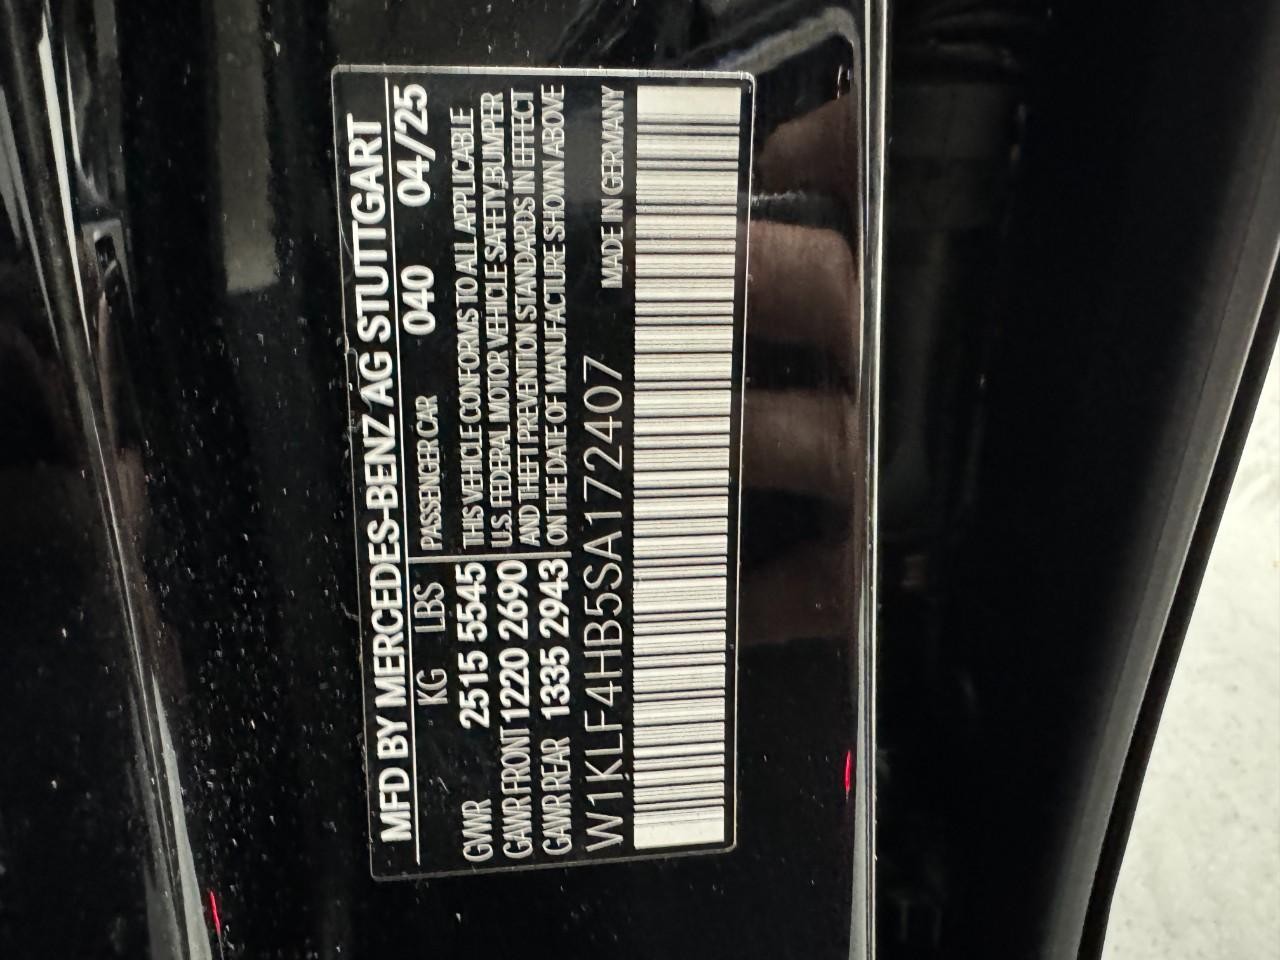 MFD BY MERCEDES-BENZ AG STUTTGART
KG LBS PASSENGER CAR 040 04/25
GWR 2515 5545
GAWR FRONT 1220 2690
GAWR REAR 1335 2943
THIS VEHICLE CONFORMS TO ALL APPLICABLE
U.S. FEDERAL MOTOR VEHICLE SAFETY, BUMPER
AND THEFT PREVENTION STANDARDS IN EFFECT
ON THE DATE OF MANUFACTURE SHOWN ABOVE
W1KLF4HB5SA172407 MADE IN GERMANY